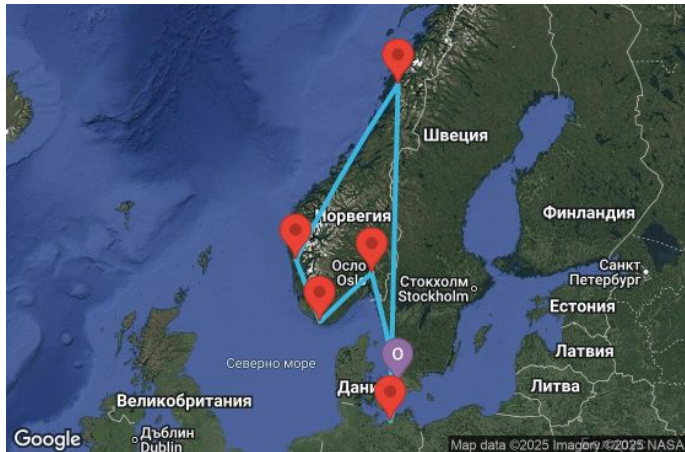 Швеция
Норвегия
Финландия
Осло
Oslo
Стокхолм
Stockholm
Санкт
Петербург
Естония
Северно море
Латвия
Дани
Литва
Великобритания
О
Дъблин
Dublin
Google
Map data ©2025 Imagery ©2025 NASA